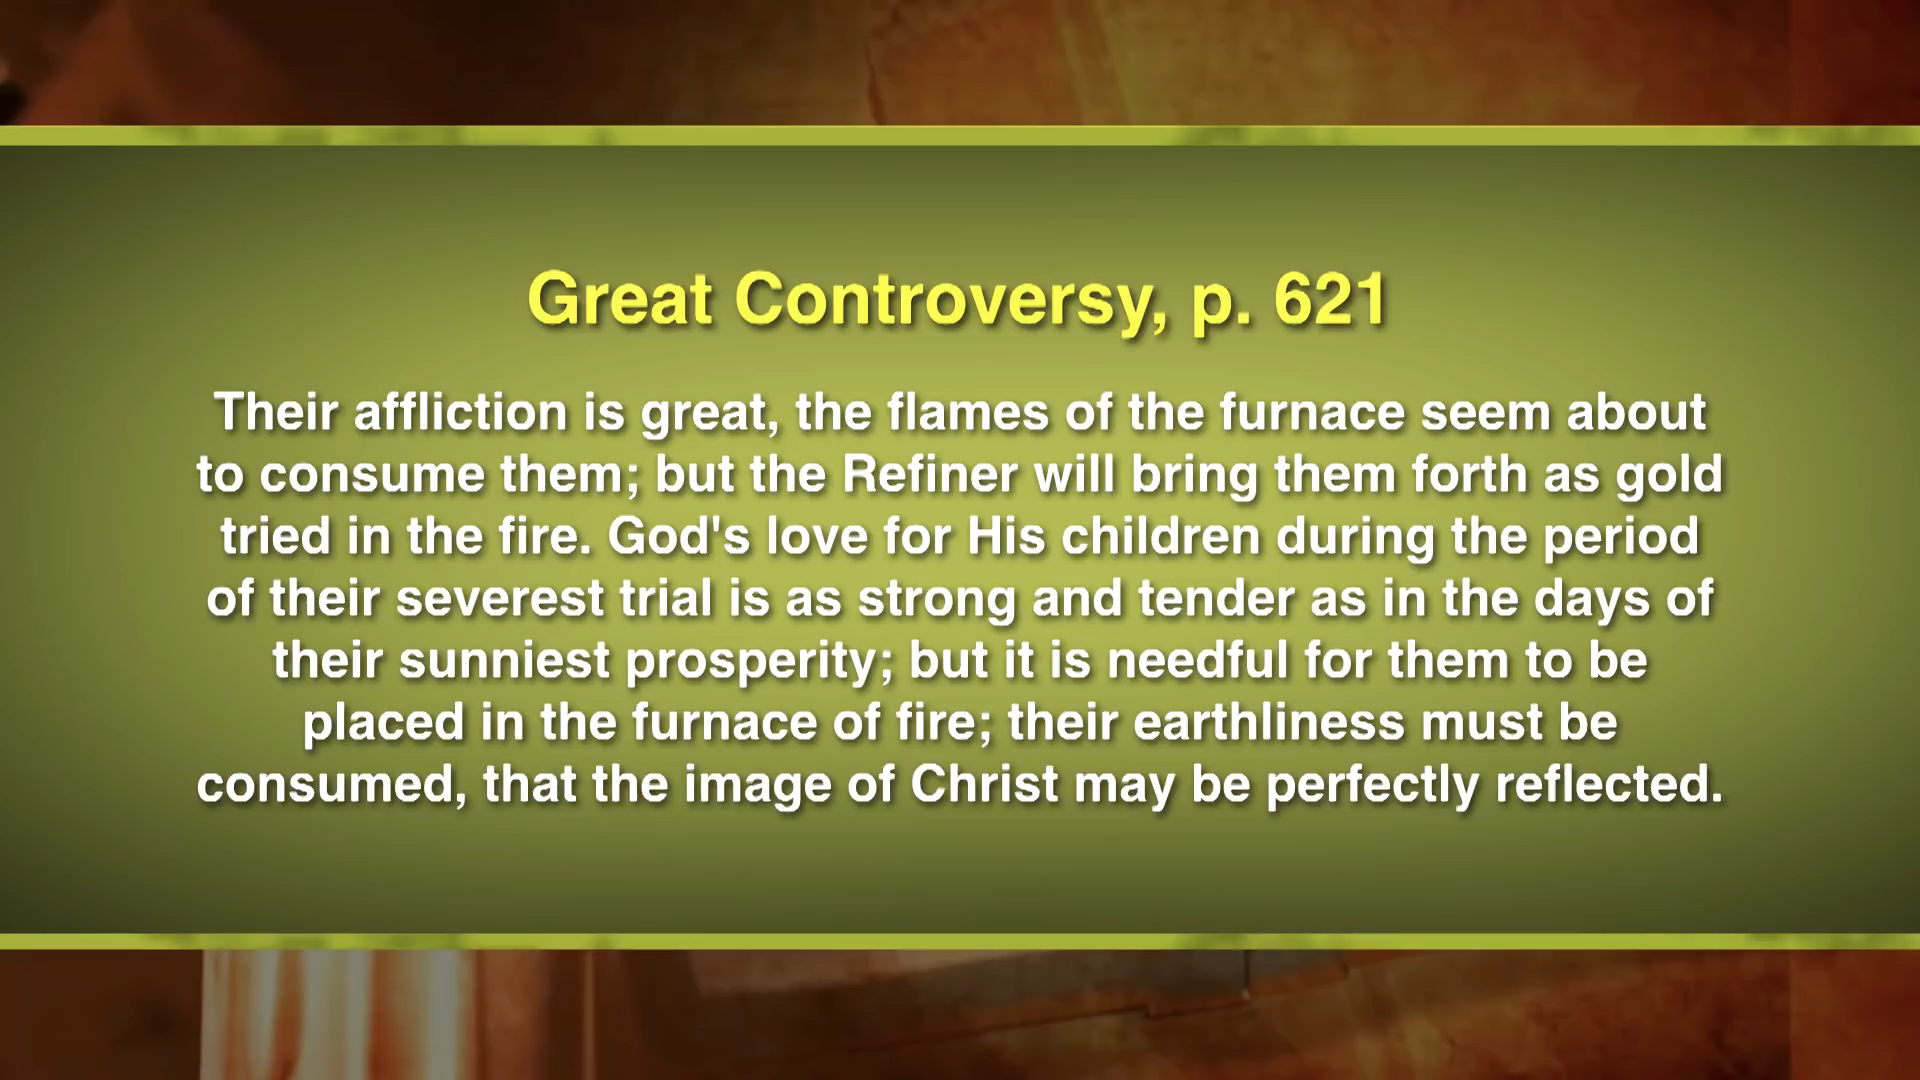 Great Controversy, p. 621
Their affliction is great, the flames of the furnace seem about
to consume them; but the Refiner will bring them forth as gold
tried in the fire. God's love for His children during the period
of their severest trial is as strong and tender as in the days of
their sunniest prosperity; but it is needful for them to be
placed in the furnace of fire; their earthliness must be
consumed, that the image of Christ may be perfectly reflected.